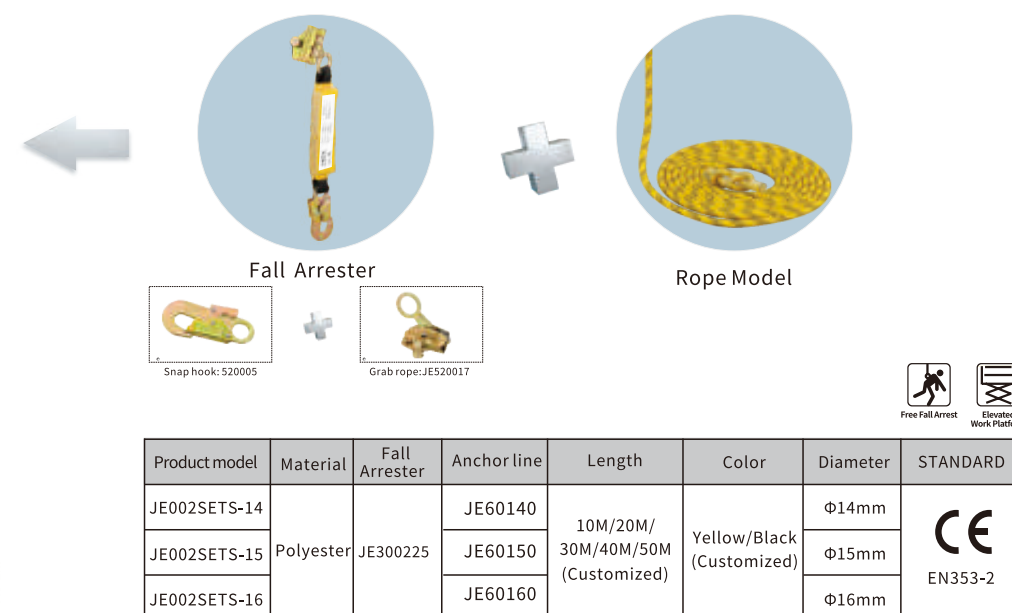 Fall Arrester
Rope Model
Snap hook: 520005
Grab rope:JE520017
Free Fall Arrest
Elevated
Work Platf
Product model
Material
Fall
Arrester
Anchor line
Length
Color
Diameter
STANDARD
JE002SETS-14
JE002SETS-15
JE002SETS-16
Polyester
JE300225
JE60140
JE60150
JE60160
10M/20M/
30M/40M/50M
(Customized)
Yellow/Black
(Customized)
Φ14mm
Φ15mm
Φ16mm
CE
EN353-2